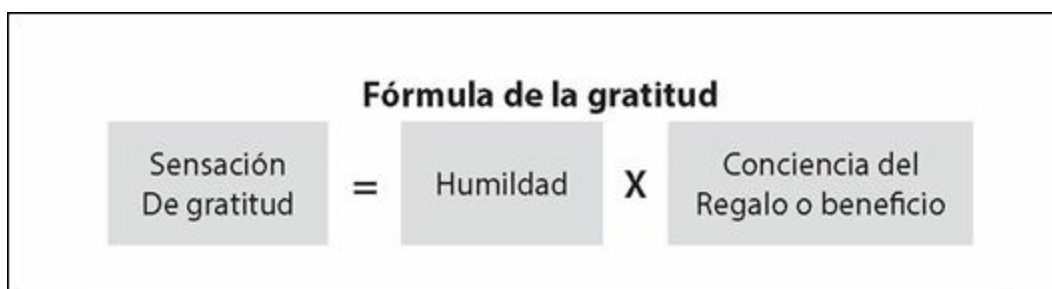 Fórmula de la gratitud
Sensación
De gratitud
=
Humildad
X
Conciencia del
Regalo o beneficio